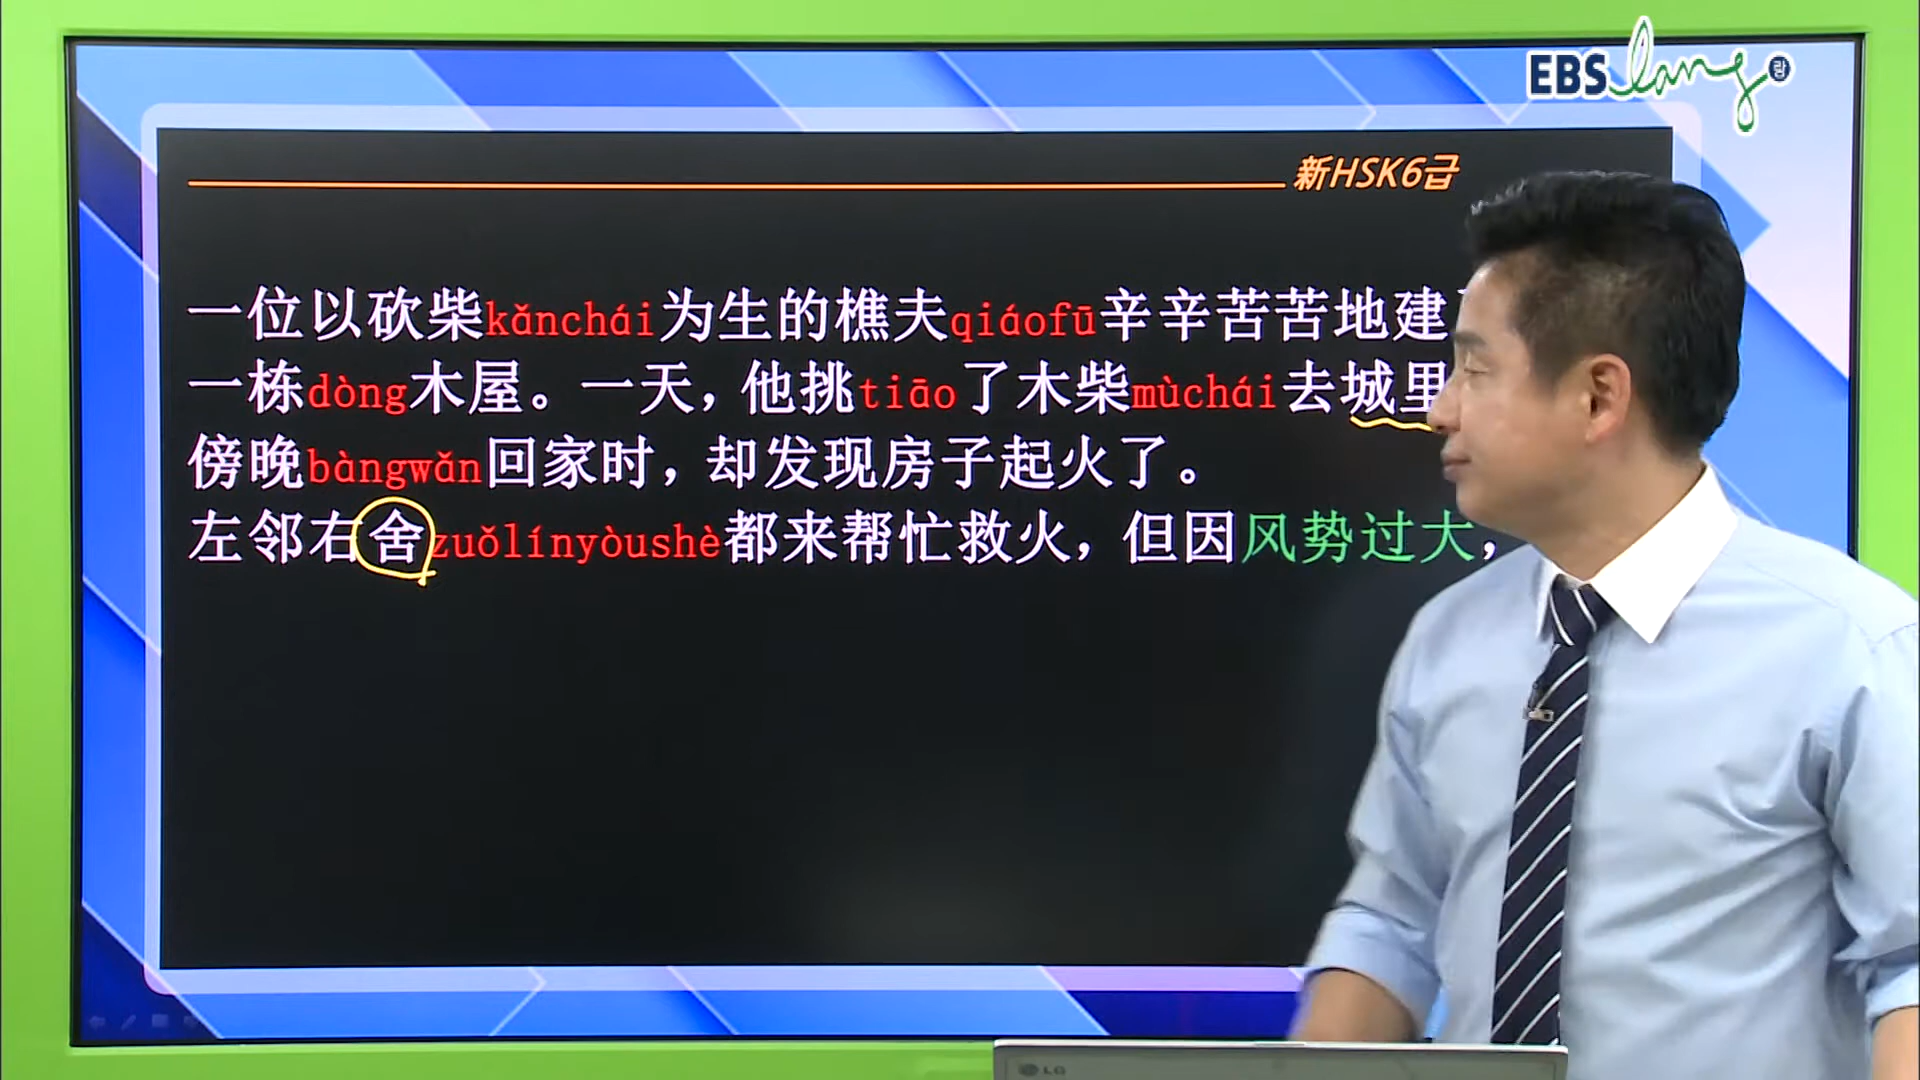 EBS lang 랑
新HSK6급
一位以砍柴kǎnchái为生的樵夫qiáofū辛辛苦苦地建
一栋dòng木屋。一天，他挑tiāo了木柴mùchái去城里
傍晚bàngwǎn回家时，却发现房子起火了。
左邻右舍zuǒlínyòushè都来帮忙救火，但因风势过大，
LG